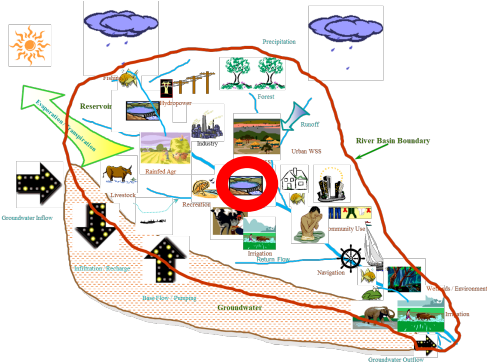 Precipitation
Fishing
Reservoir
Hydropower
Forest
Runoff
Evaporation
Transpiration
Industry
Urban WSS
River Basin Boundary
Rainfed Agr
Livestock
Recreation
Groundwater Inflow
Community Use
Irrigation
Return Flow
Infiltration / Recharge
Navigation
Wetlands / Environment
Base Flow / Pumping
Groundwater
Irrigation
Groundwater Outflow